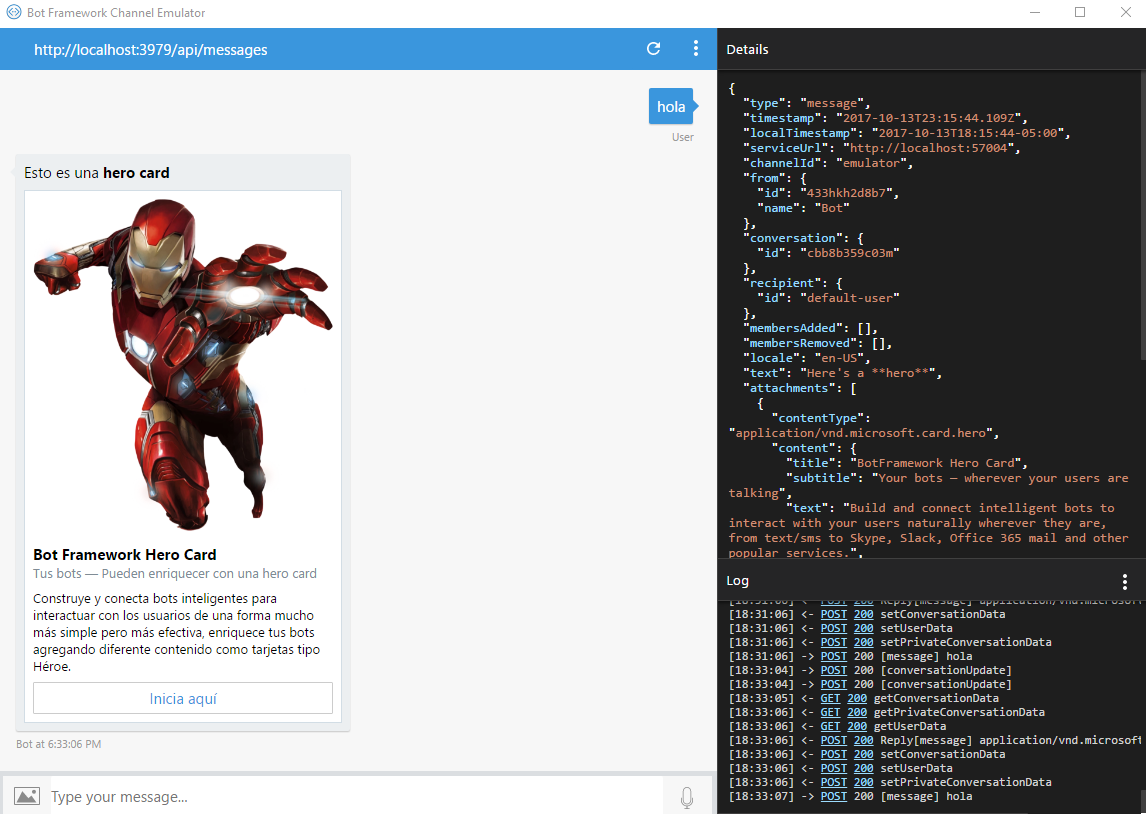 Bot Framework Channel Emulator
http://localhost:3979/api/messages
hola
User
Esto es una hero card
Bot Framework Hero Card
Tus bots — Pueden enriquecer con una hero card
Construye y conecta bots inteligentes para
interactuar con los usuarios de una forma mucho
más simple pero más efectiva, enriquece tus bots
agregando diferente contenido como tarjetas tipo
Héroe.
Inicia aquí
Bot at 6:33:06 PM
Type your message...
Details
{
"type": "message",
"timestamp": "2017-10-13T23:15:44.109Z",
"localTimestamp": "2017-10-13T18:15:44-05:00",
"serviceUrl": "http://localhost:57004",
"channelId": "emulator",
"from": {
"id": "433hkh2d8b7",
"name": "Bot"
},
"conversation": {
"id": "cbb8b359c03m"
},
"recipient": {
"id": "default-user"
},
"membersAdded": [],
"membersRemoved": [],
"locale": "en-US",
"text": "Here's a **hero**",
"attachments": [
{
"contentType":
"application/vnd.microsoft.card.hero",
"content": {
"title": "BotFramework Hero Card",
"subtitle": "Your bots — wherever your users are
talking",
"text": "Build and connect intelligent bots to
interact with your users naturally wherever they are,
from text/sms to Skype, Slack, Office 365 mail and other
popular services.",
Log
[18:31:06] <- POST 200 Reply[message] application/vnd.microsoft
[18:31:06] <- POST 200 setConversationData
[18:31:06] <- POST 200 setUserData
[18:31:06] <- POST 200 setPrivateConversationData
[18:31:06] -> POST 200 [message] hola
[18:33:04] -> POST 200 [conversationUpdate]
[18:33:04] -> POST 200 [conversationUpdate]
[18:33:05] <- GET 200 getConversationData
[18:33:06] <- GET 200 getPrivateConversationData
[18:33:06] <- GET 200 getUserData
[18:33:06] <- POST 200 Reply[message] application/vnd.microsoft
[18:33:06] <- POST 200 setConversationData
[18:33:06] <- POST 200 setUserData
[18:33:06] <- POST 200 setPrivateConversationData
[18:33:07] -> POST 200 [message] hola